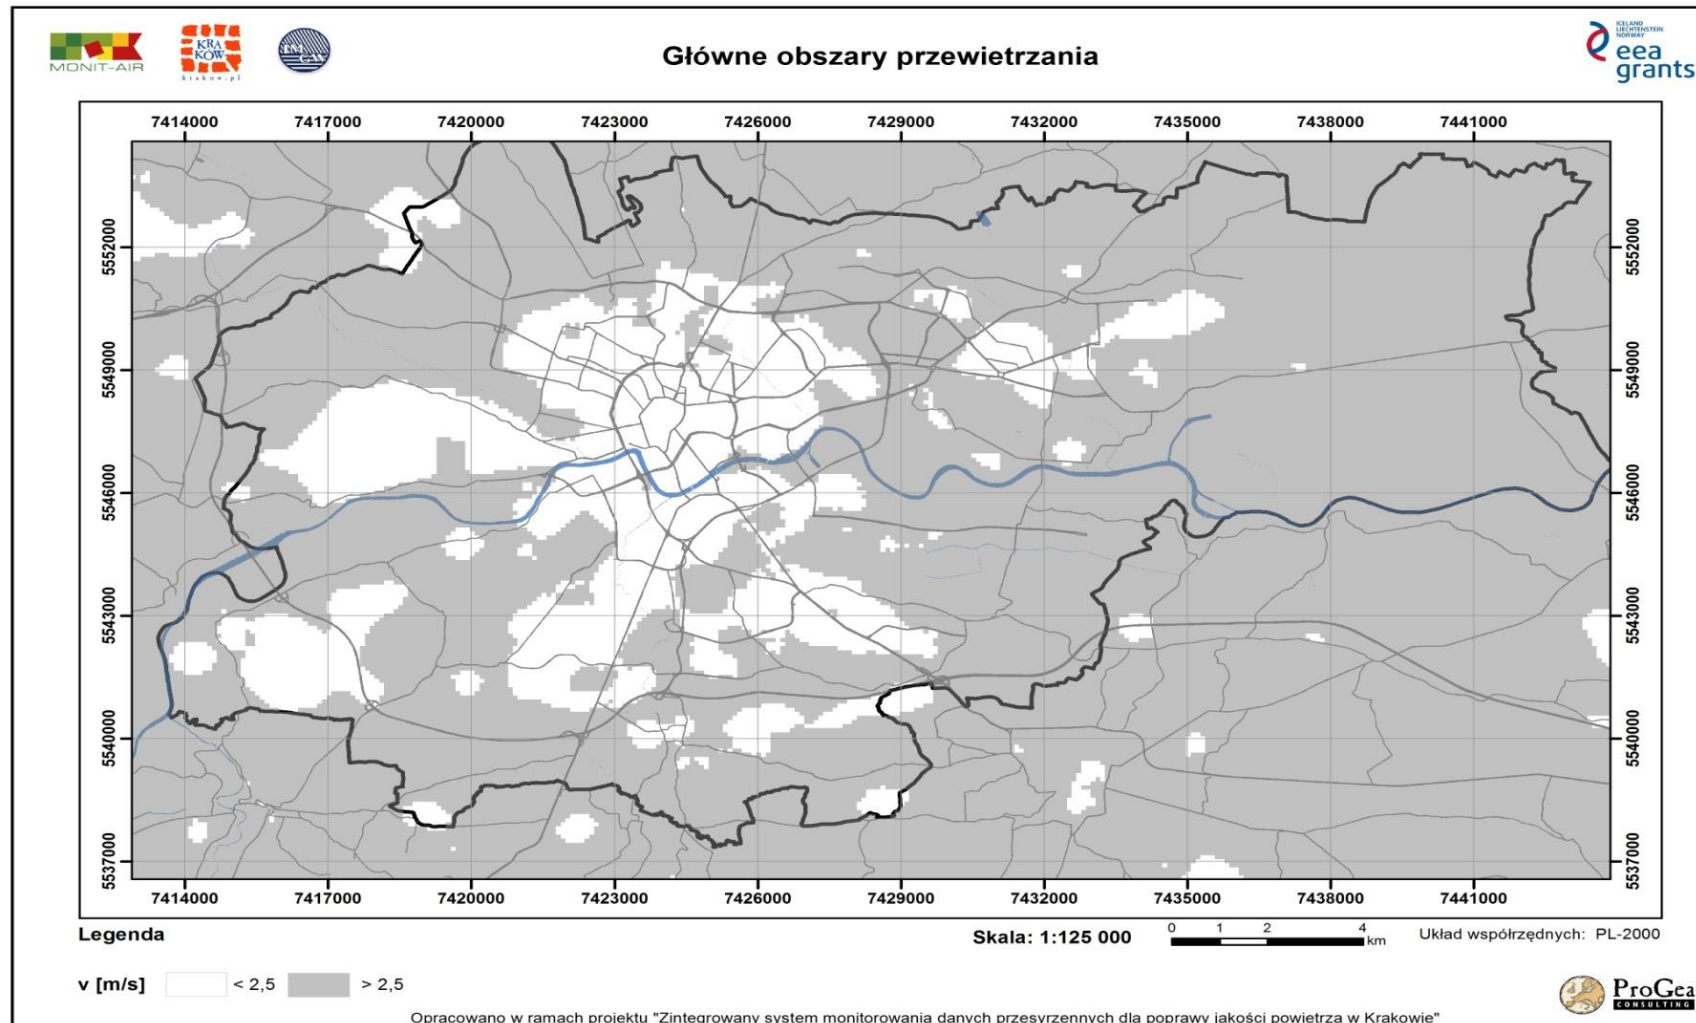 MONIT-AIR
KRA
KÓW
krakow.pl
IM
GW
Główne obszary przewietrzania
ICELAND
LIECHTENSTEIN
NORWAY
eea
grants
7414000 7417000 7420000 7423000 7426000 7429000 7432000 7435000 7438000 7441000
5552000 5552000
5549000 5549000
5546000 5546000
5543000 5543000
5540000 5540000
5537000 5537000
7414000 7417000 7420000 7423000 7426000 7429000 7432000 7435000 7438000 7441000
Legenda
Skala: 1:125 000
0 1 2 4
km
Układ współrzędnych: PL-2000
v [m/s] < 2,5 > 2,5
ProGea
CONSULTING
Opracowano w ramach projektu "Zintegrowany system monitorowania danych przesyrzennych dla poprawy jakości powietrza w Krakowie"